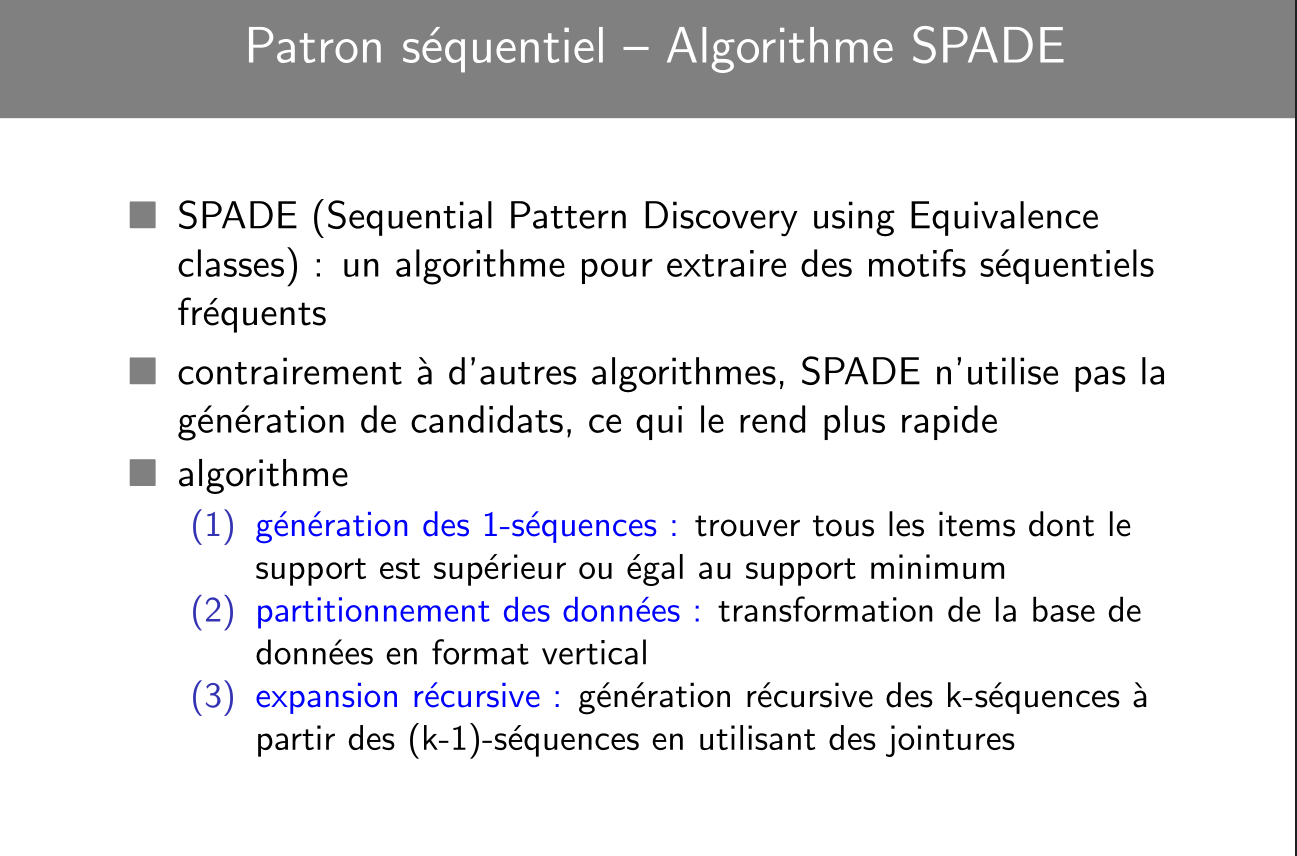 Patron séquentiel – Algorithme SPADE
SPADE (Sequential Pattern Discovery using Equivalence
classes) : un algorithme pour extraire des motifs séquentiels
fréquents
contrairement à d'autres algorithmes, SPADE n'utilise pas la
génération de candidats, ce qui le rend plus rapide
algorithme
(1) génération des 1-séquences : trouver tous les items dont le
support est supérieur ou égal au support minimum
(2) partitionnement des données : transformation de la base de
données en format vertical
(3) expansion récursive : génération récursive des k-séquences à
partir des (k-1)-séquences en utilisant des jointures